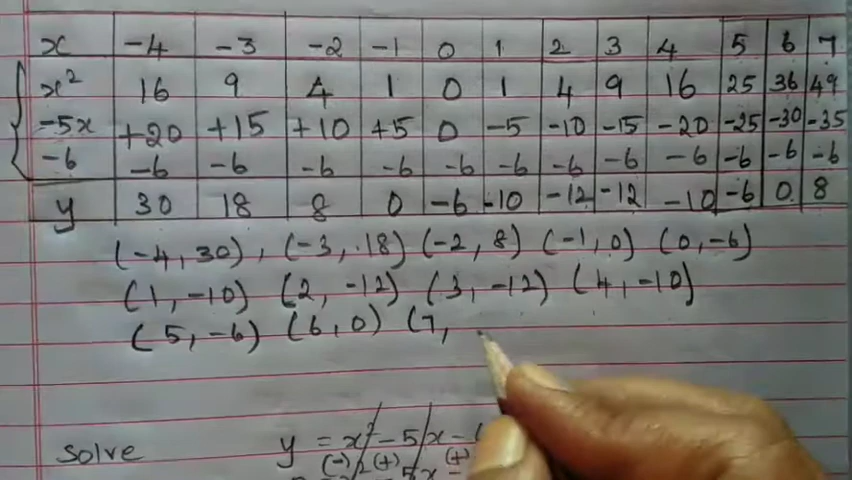 x -4 -3 -2 -1 0 1 2 3 4 5 6 7
x² 16 9 4 1 0 1 4 9 16 25 36 49
-5x +20 +15 +10 +5 0 -5 -10 -15 -20 -25 -30 -35
-6 -6 -6 -6 -6 -6 -6 -6 -6 -6 -6 -6 -6
y 30 18 8 0 -6 -10 -12 -12 -10 -6 0 8
(-4, 30), (-3, 18) (-2, 8) (-1, 0) (0, -6)
(1, -10) (2, -12) (3, -12) (4, -10)
(5, -6) (6, 0) (7,
solve y = x² - 5x -
(-) (+) (+)